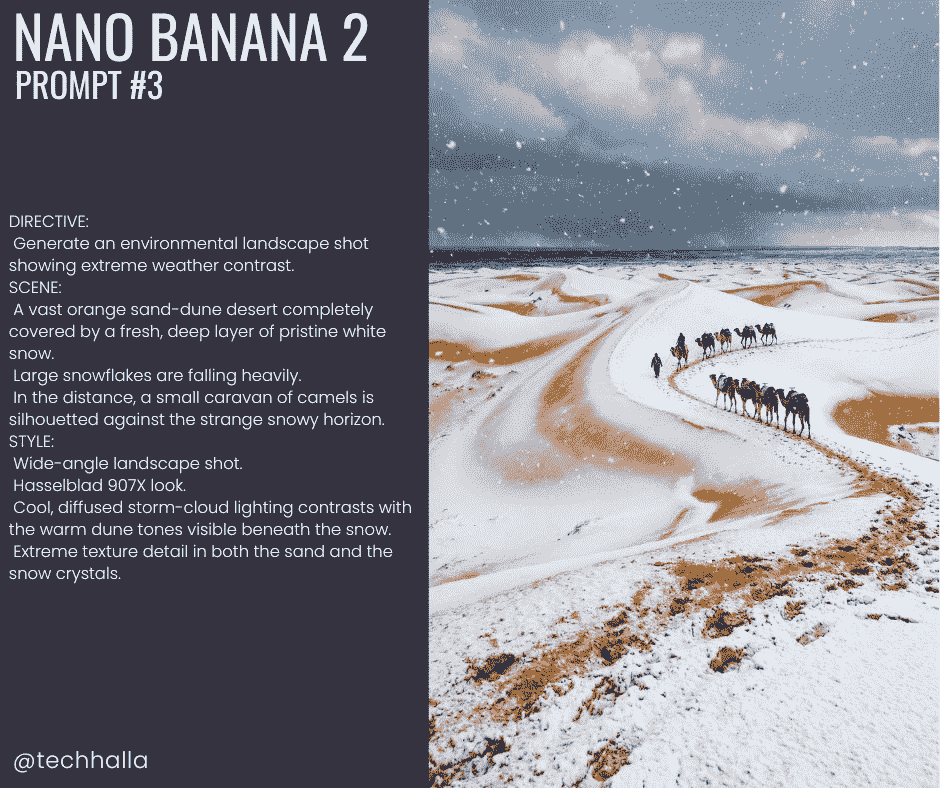 NANO BANANA 2
PROMPT #3
DIRECTIVE:
Generate an environmental landscape shot
showing extreme weather contrast.
SCENE:
A vast orange sand-dune desert completely
covered by a fresh, deep layer of pristine white
snow.
Large snowflakes are falling heavily.
In the distance, a small caravan of camels is
silhouetted against the strange snowy horizon.
STYLE:
Wide-angle landscape shot.
Hasselblad 907X look.
Cool, diffused storm-cloud lighting contrasts with
the warm dune tones visible beneath the snow.
Extreme texture detail in both the sand and the
snow crystals.
@techhalla